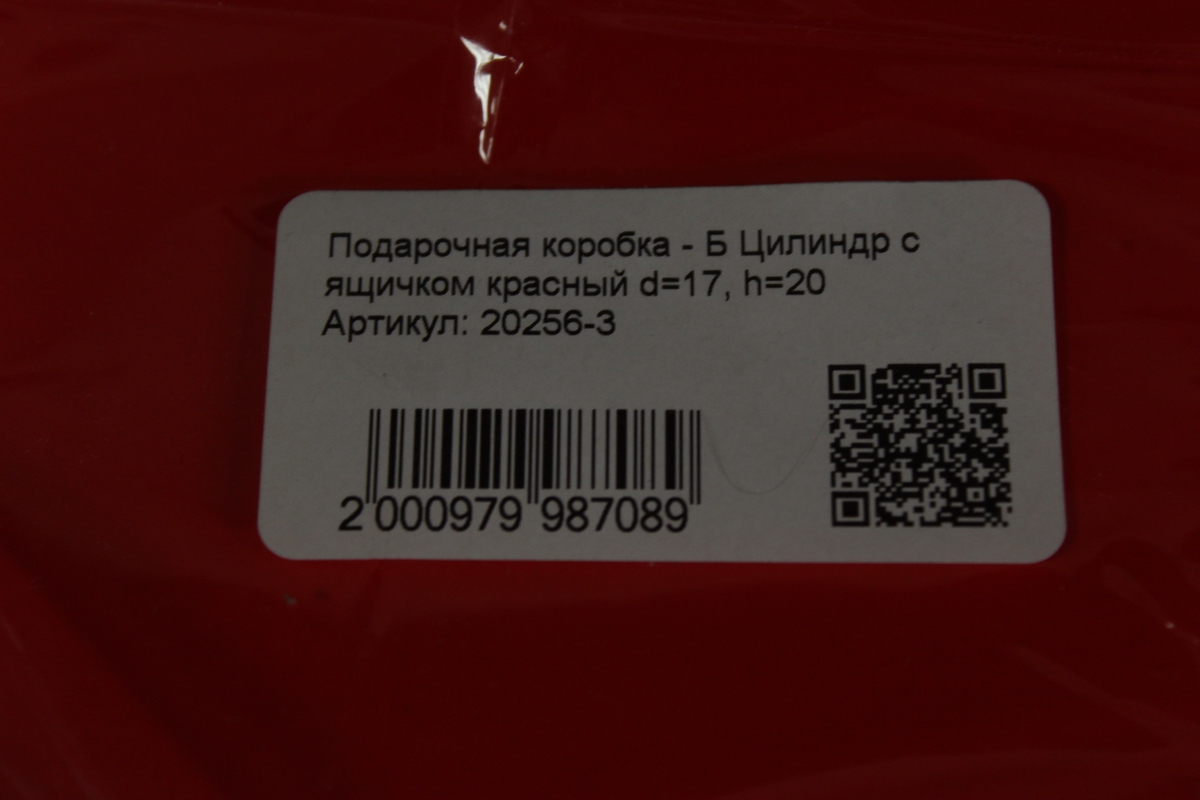 Подарочная коробка - Б Цилиндр с
ящичком красный d=17, h=20
Артикул: 20256-3
2 000979 987089